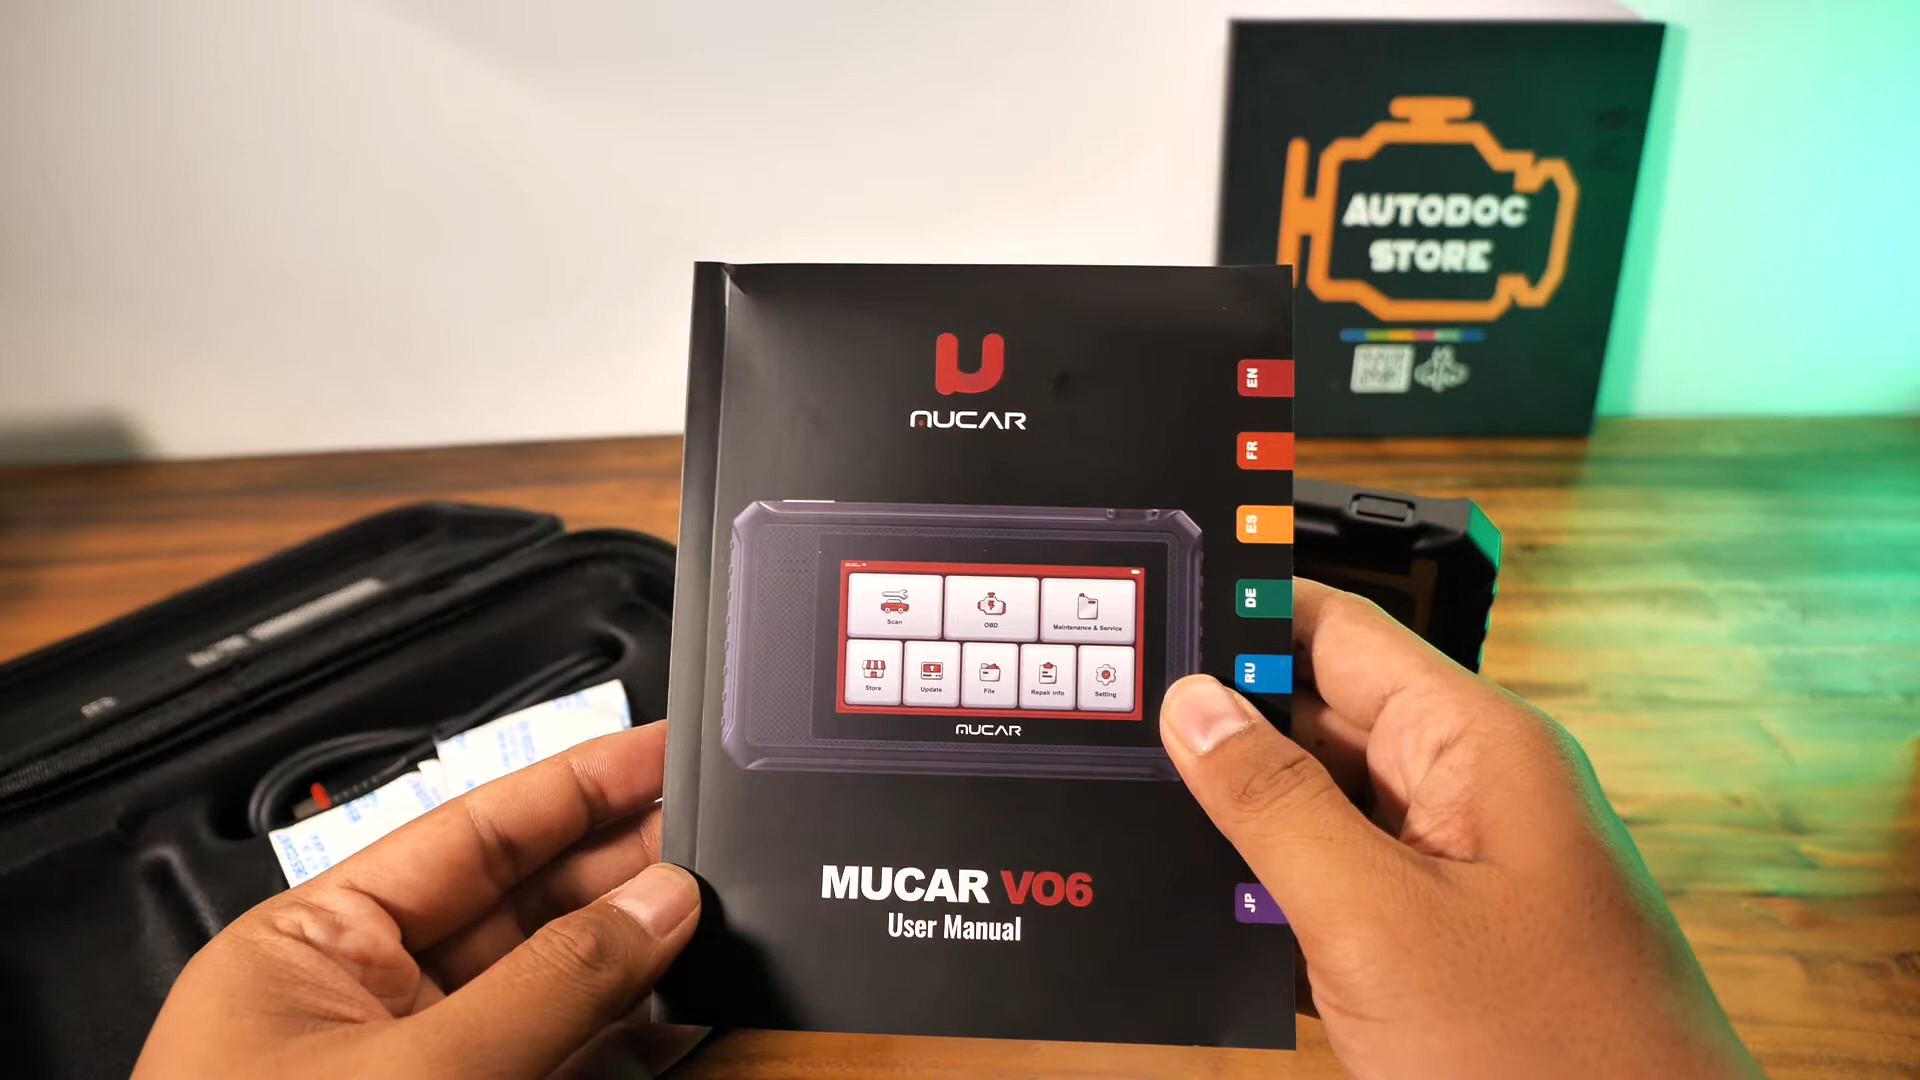 AUTODOC
STORE
MUCAR
EN
FR
ES
DE
RU
JP
Scan
OBD
Maintenance & Service
Store
Update
File
Repair info
Setting
MUCAR
MUCAR VO6
User Manual